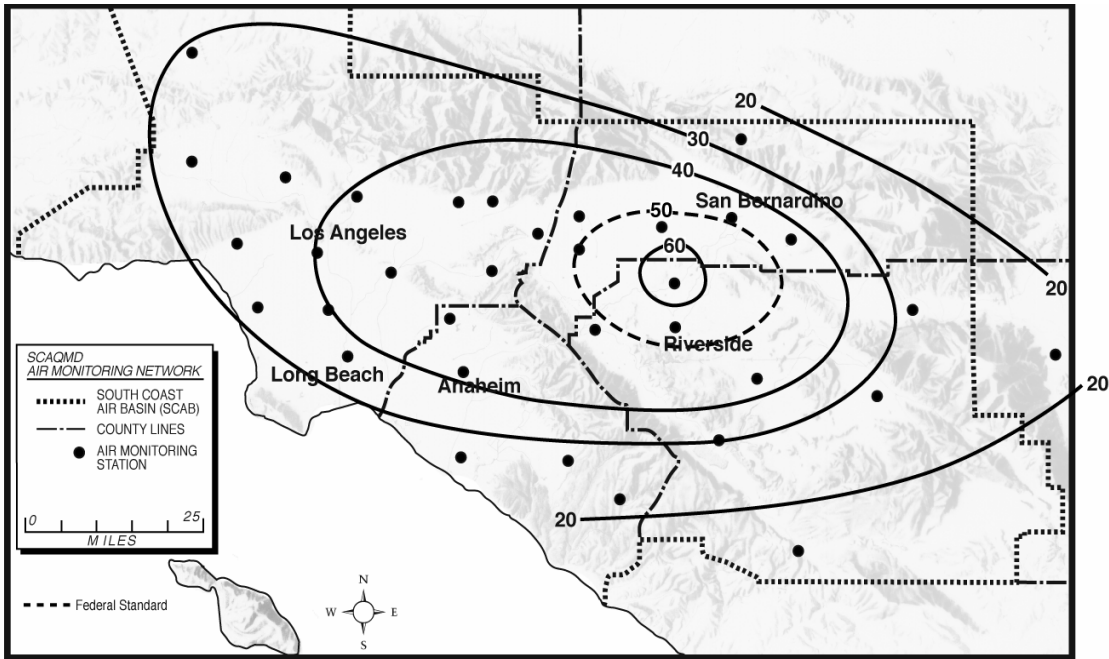 20
30
40
San Bernardino
50
Los Angeles
60
20
Riverside
Long Beach
Anaheim
20
20
SCAQMD
AIR MONITORING NETWORK
SOUTH COAST
AIR BASIN (SCAB)
COUNTY LINES
AIR MONITORING
STATION
0 25
MILES
Federal Standard
N
W E
S